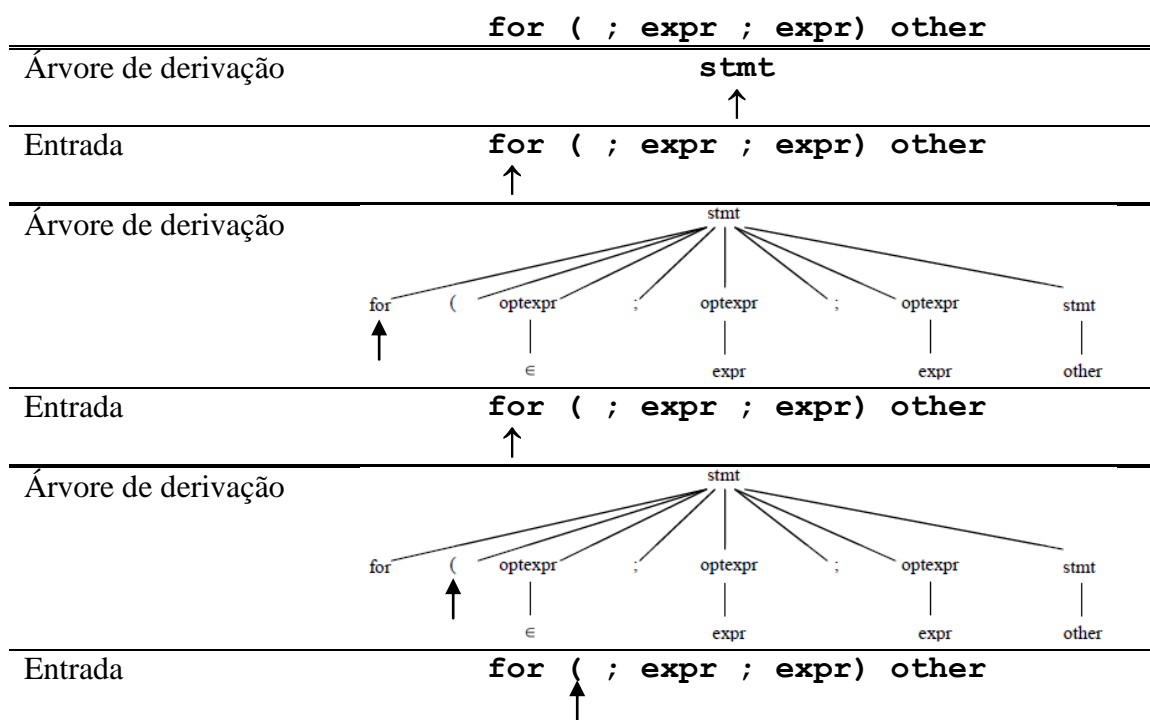 for ( ; expr ; expr) other
Árvore de derivação stmt
↑
Entrada for ( ; expr ; expr) other
↑
Árvore de derivação stmt
for ( optexpr ; optexpr ; optexpr stmt
∈ expr expr other
Entrada for ( ; expr ; expr) other
↑
Árvore de derivação stmt
for ( optexpr ; optexpr ; optexpr stmt
∈ expr expr other
Entrada for ( ; expr ; expr) other